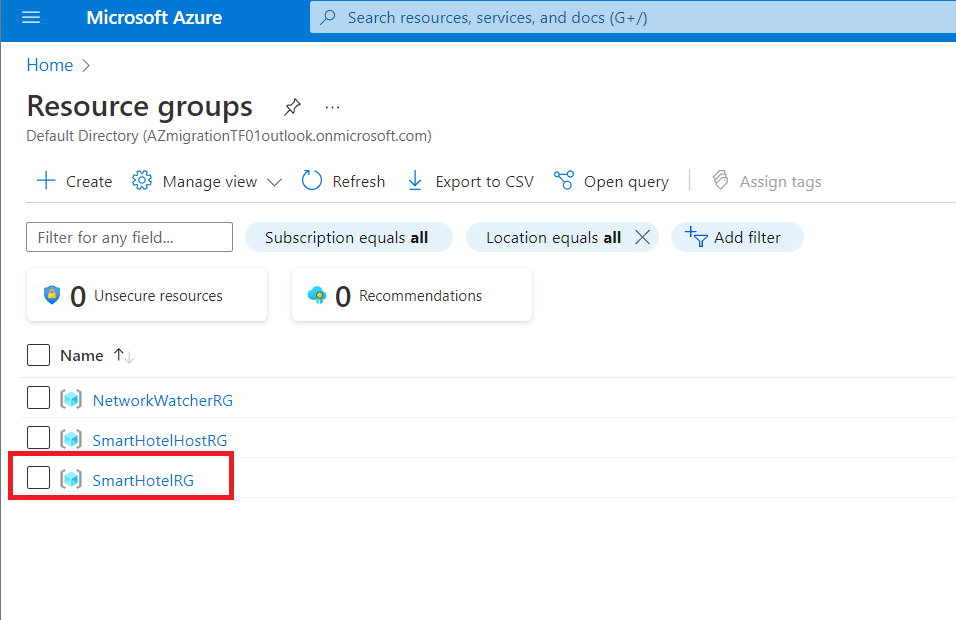 Microsoft Azure
Search resources, services, and docs (G+/)
Home
Resource groups
Default Directory (AZmigrationTF01outlook.onmicrosoft.com)
Create Manage view Refresh Export to CSV Open query Assign tags
Filter for any field... Subscription equals all Location equals all Add filter
0 Unsecure resources 0 Recommendations
Name
NetworkWatcherRG
SmartHotelHostRG
SmartHotelRG